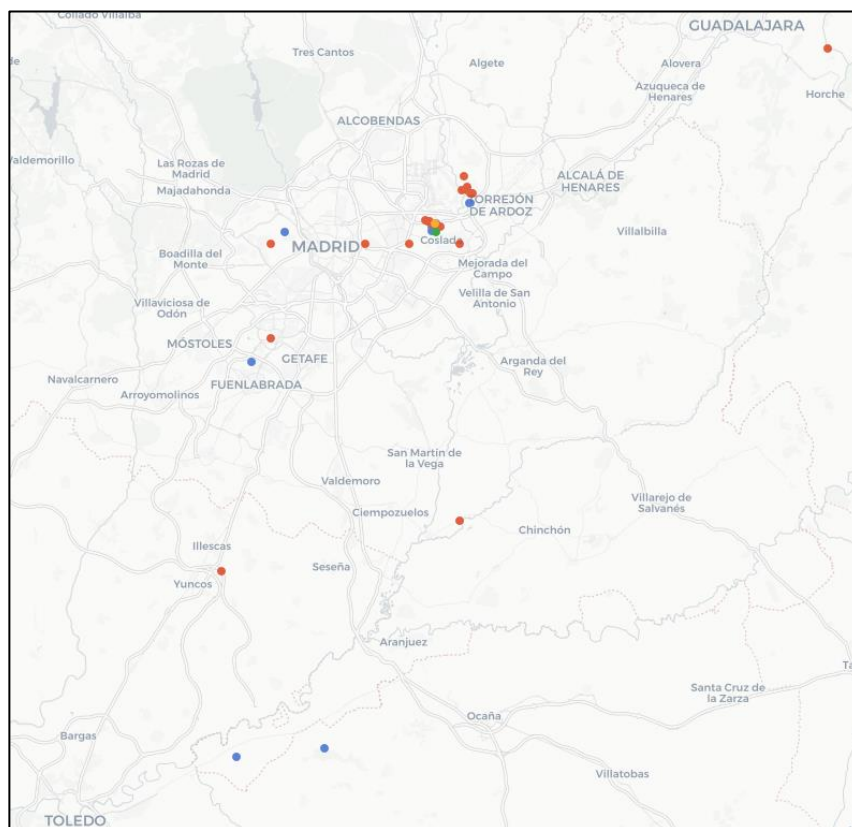 Collado Villalba
GUADALAJARA
Tres Cantos
Algete
Alovera
Azuqueca de
Henares
Horche
ALCOBENDAS
de
Valdemorillo
Las Rozas de
Madrid
Majadahonda
ALCALÁ DE
HENARES
TORREJÓN
DE ARDOZ
Villalbilla
MADRID
Coslada
Boadilla del
Monte
Mejorada del
Campo
Velilla de San
Antonio
Villaviciosa de
Odón
MÓSTOLES
GETAFE
Arganda del
Rey
Navalcarnero
FUENLABRADA
Arroyomolinos
San Martín de
la Vega
Valdemoro
Villarejo de
Salvanés
Ciempozuelos
Chinchón
Illescas
Seseña
Yuncos
Aranjuez
Santa Cruz de
la Zarza
Ta
Ocaña
Bargas
Villatobas
TOLEDO